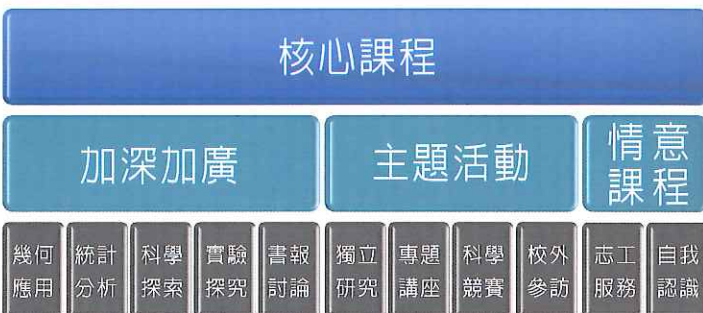 核心課程
加深加廣
主題活動
情意
課程
幾何
應用
統計
分析
科學
探索
實驗
探究
書報
討論
獨立
研究
專題
講座
科學
競賽
校外
參訪
志工
服務
自我
認識